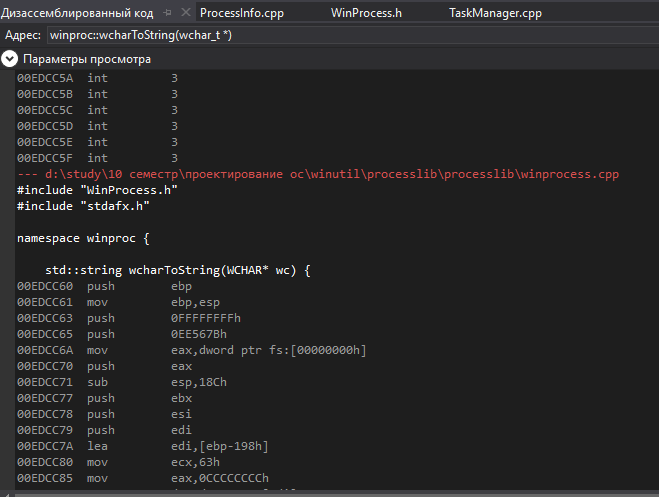 Дизассемблированный код ProcessInfo.cpp WinProcess.h TaskManager.cpp
Адрес: winproc::wcharToString(wchar_t *)
Параметры просмотра
00EDCC5A int 3
00EDCC5B int 3
00EDCC5C int 3
00EDCC5D int 3
00EDCC5E int 3
00EDCC5F int 3
--- d:\study\10 семестр\проектирование ос\winutil\processlib\processlib\winprocess.cpp
#include "WinProcess.h"
#include "stdafx.h"
namespace winproc {
std::string wcharToString(WCHAR* wc) {
00EDCC60 push ebp
00EDCC61 mov ebp,esp
00EDCC63 push 0FFFFFFFFh
00EDCC65 push 0EE567Bh
00EDCC6A mov eax,dword ptr fs:[00000000h]
00EDCC70 push eax
00EDCC71 sub esp,18Ch
00EDCC77 push ebx
00EDCC78 push esi
00EDCC79 push edi
00EDCC7A lea edi,[ebp-198h]
00EDCC80 mov ecx,63h
00EDCC85 mov eax,0CCCCCCCCh